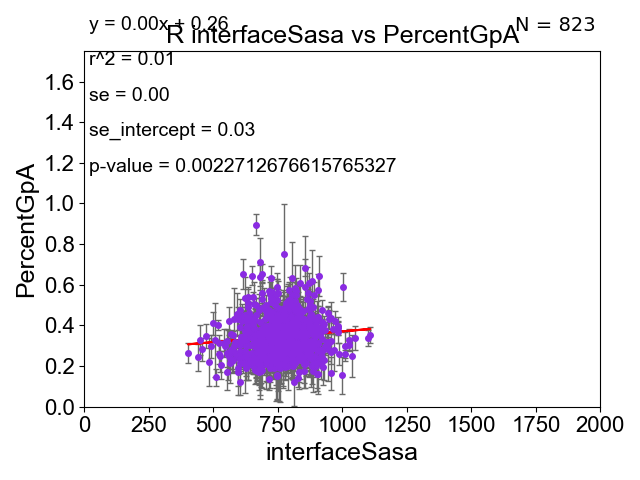 y = 0.00x + 0.26
N = 823
R interfaceSasa vs PercentGpA
r^2 = 0.01
se = 0.00
se_intercept = 0.03
p-value = 0.0022712676615765327
PercentGpA
1.6
1.4
1.2
1.0
0.8
0.6
0.4
0.2
0.0
0 250 500 750 1000 1250 1500 1750 2000
interfaceSasa